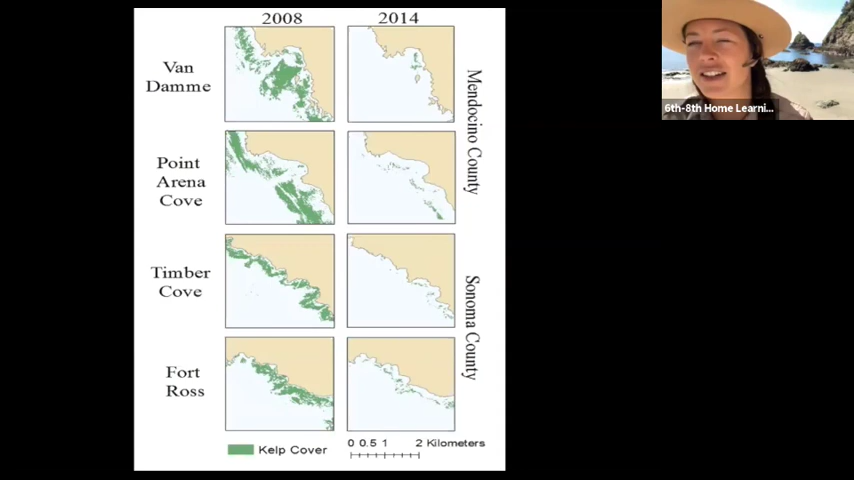 2008 2014
Van
Damme
Point
Arena
Cove
Mendocino County
Timber
Cove
Fort
Ross
Sonoma County
Kelp Cover
0 0.5 1 2 Kilometers
6th-8th Home Learni...